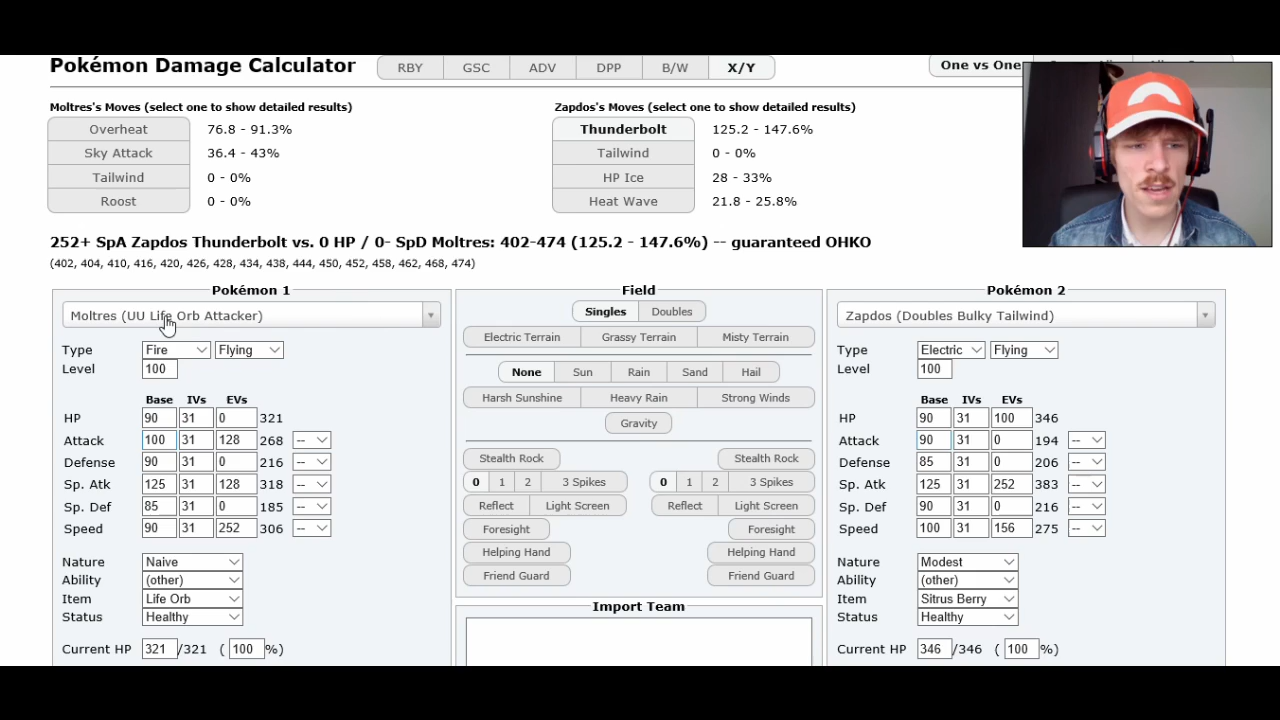 Pokémon Damage Calculator RBY GSC ADV DPP B/W X/Y One vs One
Moltres's Moves (select one to show detailed results) Zapdos's Moves (select one to show detailed results)
Overheat 76.8 - 91.3% Thunderbolt 125.2 - 147.6%
Sky Attack 36.4 - 43% Tailwind 0 - 0%
Tailwind 0 - 0% HP Ice 28 - 33%
Roost 0 - 0% Heat Wave 21.8 - 25.8%
252+ SpA Zapdos Thunderbolt vs. 0 HP / 0- SpD Moltres: 402-474 (125.2 - 147.6%) -- guaranteed OHKO
(402, 404, 410, 416, 420, 426, 428, 434, 438, 444, 450, 452, 458, 462, 468, 474)
Pokémon 1
Moltres (UU Life Orb Attacker)
Type Fire Flying
Level 100
Base IVs EVs
HP 90 31 0 321
Attack 100 31 128 268 --
Defense 90 31 0 216 --
Sp. Atk 125 31 128 318 --
Sp. Def 85 31 0 185 --
Speed 90 31 252 306 --
Nature Naive
Ability (other)
Item Life Orb
Status Healthy
Current HP 321 /321 ( 100 %)
Field
Singles Doubles
Electric Terrain Grassy Terrain Misty Terrain
None Sun Rain Sand Hail
Harsh Sunshine Heavy Rain Strong Winds
Gravity
Stealth Rock Stealth Rock
0 1 2 3 Spikes 0 1 2 3 Spikes
Reflect Light Screen Reflect Light Screen
Foresight Foresight
Helping Hand Helping Hand
Friend Guard Friend Guard
Import Team
Pokémon 2
Zapdos (Doubles Bulky Tailwind)
Type Electric Flying
Level 100
Base IVs EVs
HP 90 31 100 346
Attack 90 31 0 194 --
Defense 85 31 0 206 --
Sp. Atk 125 31 252 383 --
Sp. Def 90 31 0 216 --
Speed 100 31 156 275 --
Nature Modest
Ability (other)
Item Sitrus Berry
Status Healthy
Current HP 346 /346 ( 100 %)